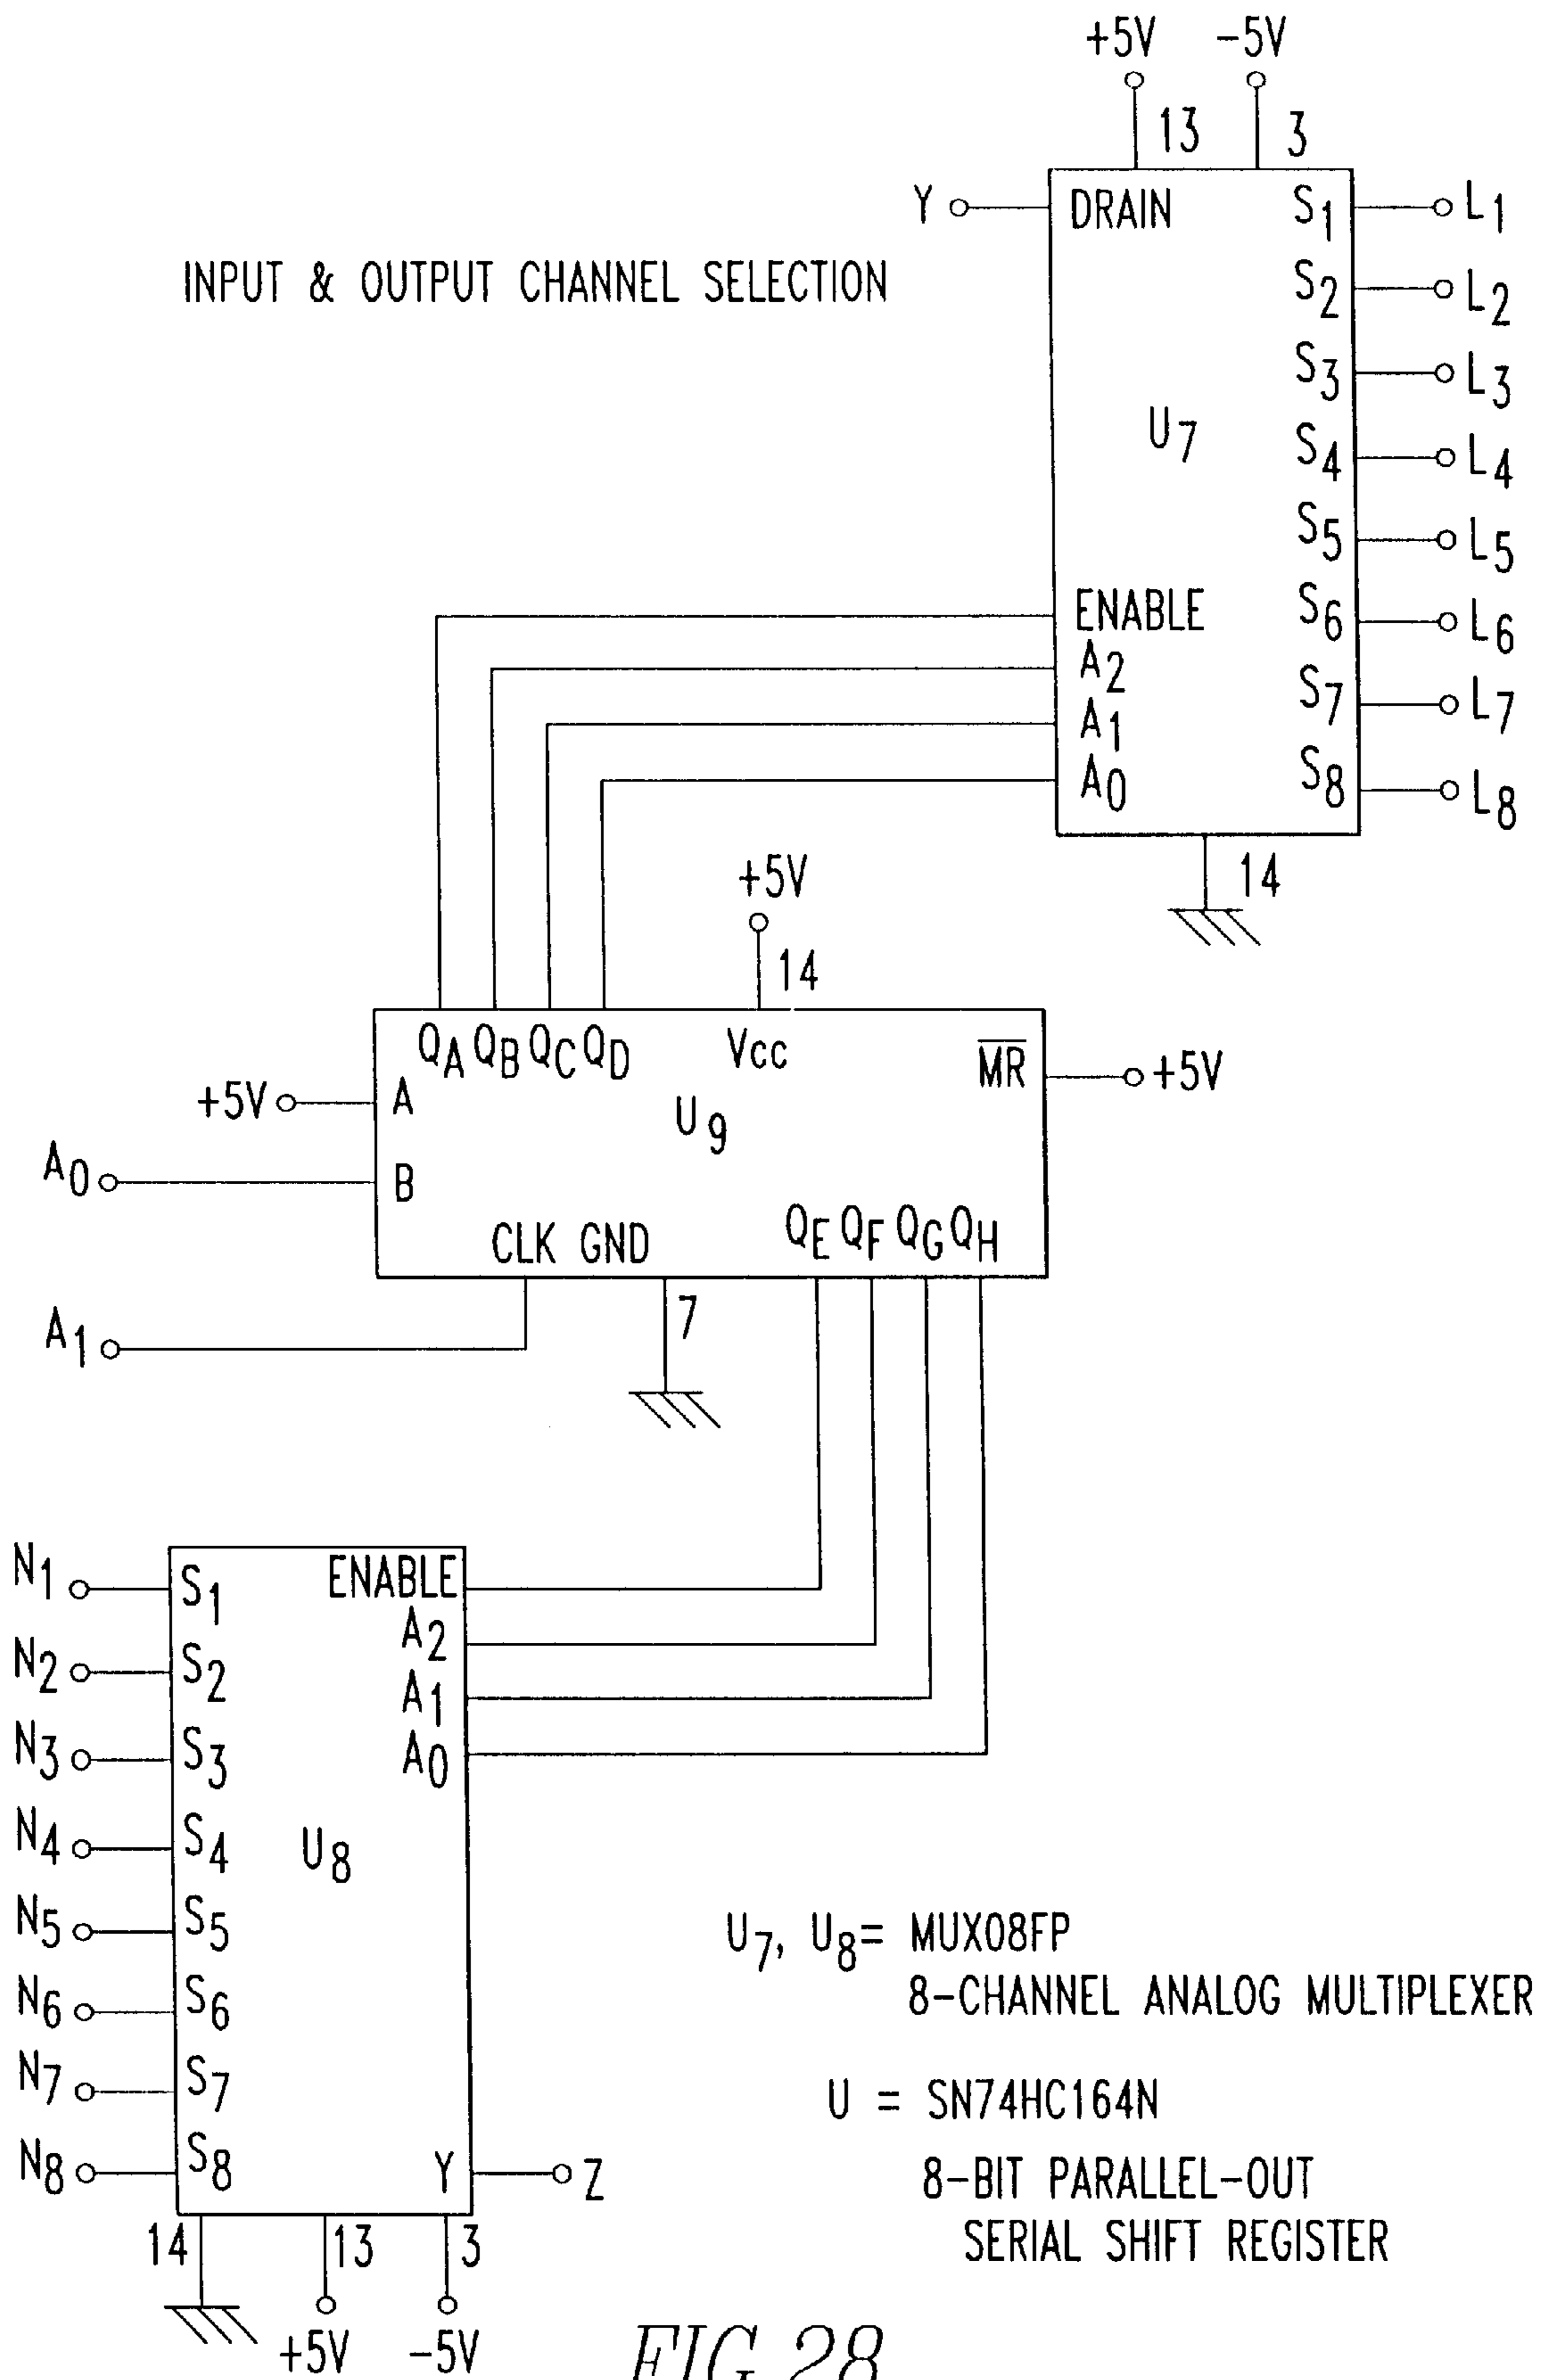 +5V -5V
13 3
Y DRAIN S1 L1
INPUT & OUTPUT CHANNEL SELECTION
S2 L2
S3 L3
U7
S4 L4
S5 L5
ENABLE S6 L6
A2
A1 S7 L7
A0 S8 L8
14
+5V
14
QA QB QC QD Vcc MR +5V
+5V A
U9
A0 B
CLK GND QE QF QG QH
A1
7
N1 S1 ENABLE
A2
N2 S2
A1
N3 S3 A0
N4 S4 U8
N5 S5
N6 S6
N7 S7
N8 S8 Y Z
14 13 3
+5V -5V
U7, U8= MUX08FP
8-CHANNEL ANALOG MULTIPLEXER
U = SN74HC164N
8-BIT PARALLEL-OUT
SERIAL SHIFT REGISTER
FIG. 28